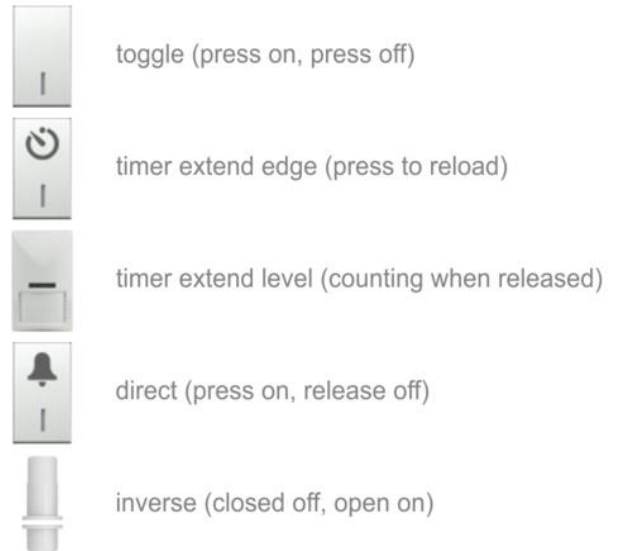 toggle (press on, press off)
timer extend edge (press to reload)
timer extend level (counting when released)
direct (press on, release off)
inverse (closed off, open on)